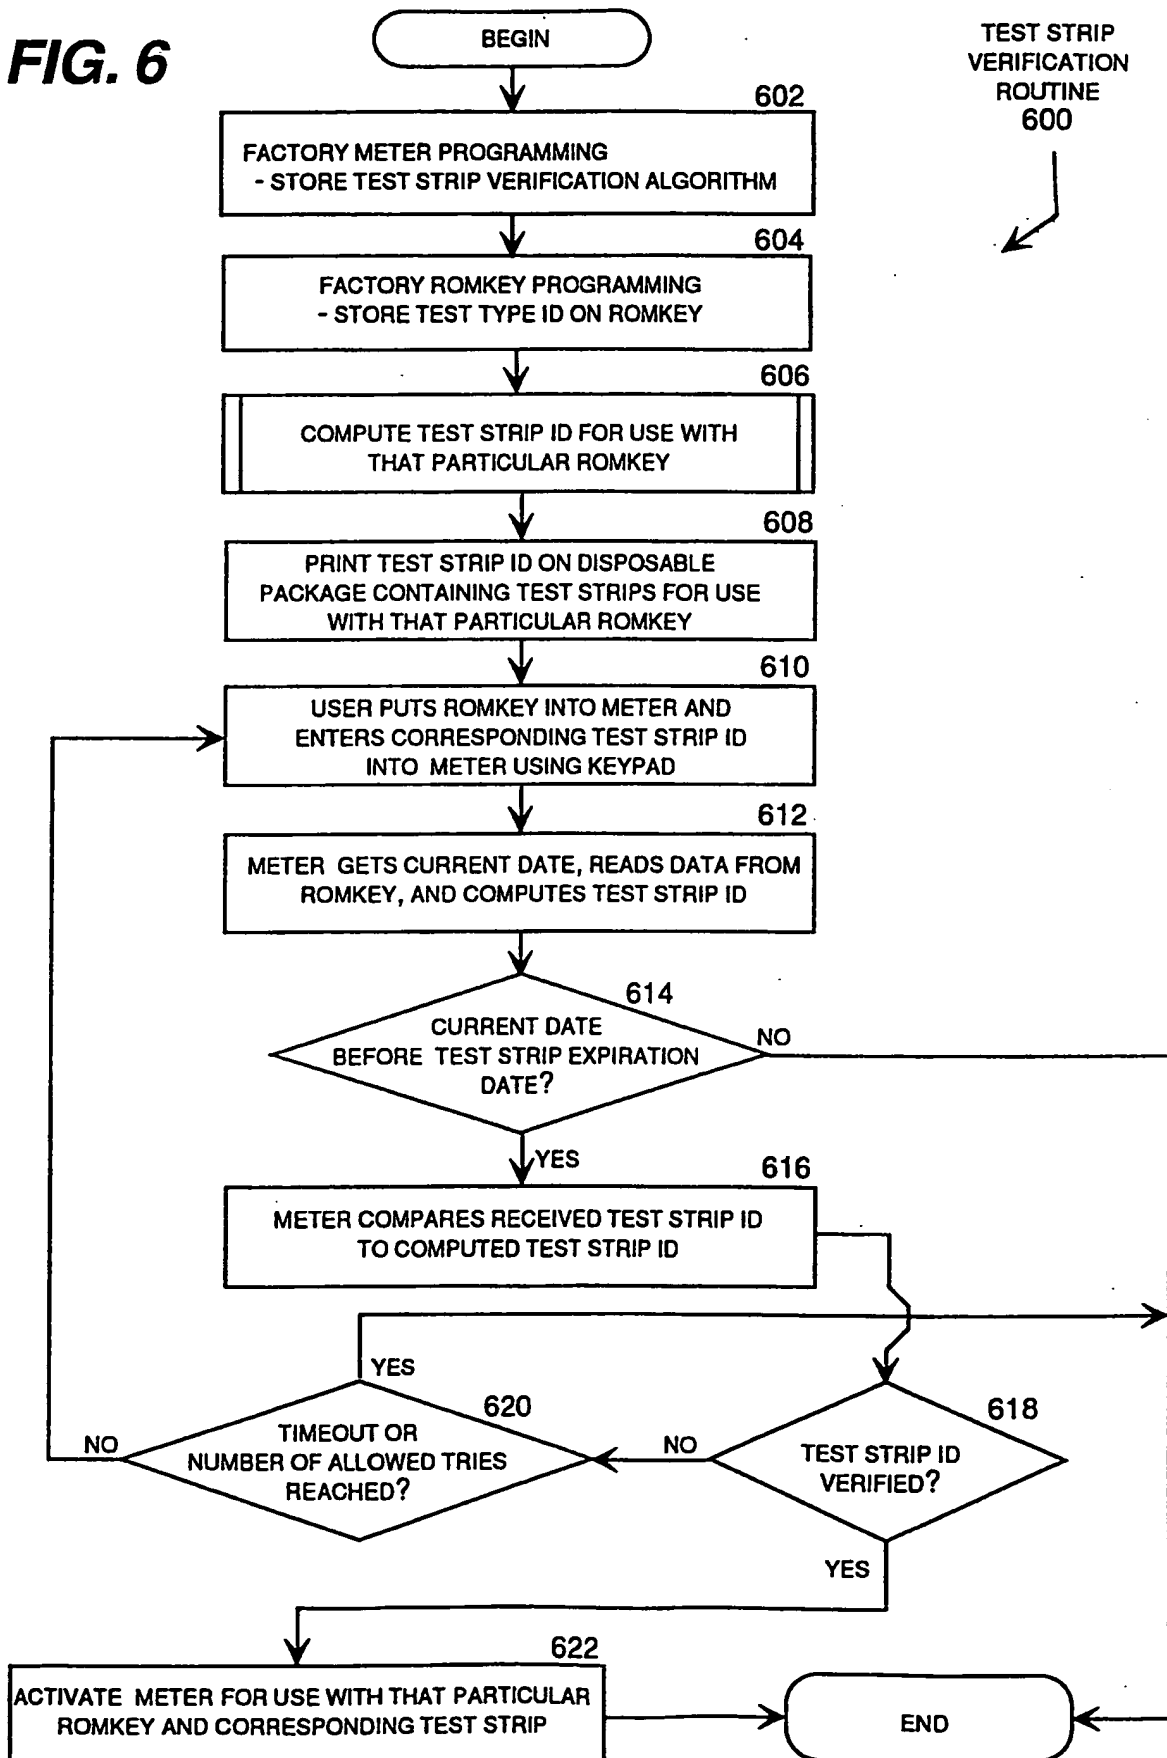 FIG. 6
BEGIN
TEST STRIP
VERIFICATION
ROUTINE
600
602
FACTORY METER PROGRAMMING
- STORE TEST STRIP VERIFICATION ALGORITHM
604
FACTORY ROMKEY PROGRAMMING
- STORE TEST TYPE ID ON ROMKEY
606
COMPUTE TEST STRIP ID FOR USE WITH
THAT PARTICULAR ROMKEY
608
PRINT TEST STRIP ID ON DISPOSABLE
PACKAGE CONTAINING TEST STRIPS FOR USE
WITH THAT PARTICULAR ROMKEY
610
USER PUTS ROMKEY INTO METER AND
ENTERS CORRESPONDING TEST STRIP ID
INTO METER USING KEYPAD
612
METER GETS CURRENT DATE, READS DATA FROM
ROMKEY, AND COMPUTES TEST STRIP ID
614
CURRENT DATE
BEFORE TEST STRIP EXPIRATION
DATE?
NO
YES
616
METER COMPARES RECEIVED TEST STRIP ID
TO COMPUTED TEST STRIP ID
YES
620
TIMEOUT OR
NUMBER OF ALLOWED TRIES
REACHED?
NO
NO
618
TEST STRIP ID
VERIFIED?
YES
622
ACTIVATE METER FOR USE WITH THAT PARTICULAR
ROMKEY AND CORRESPONDING TEST STRIP
END